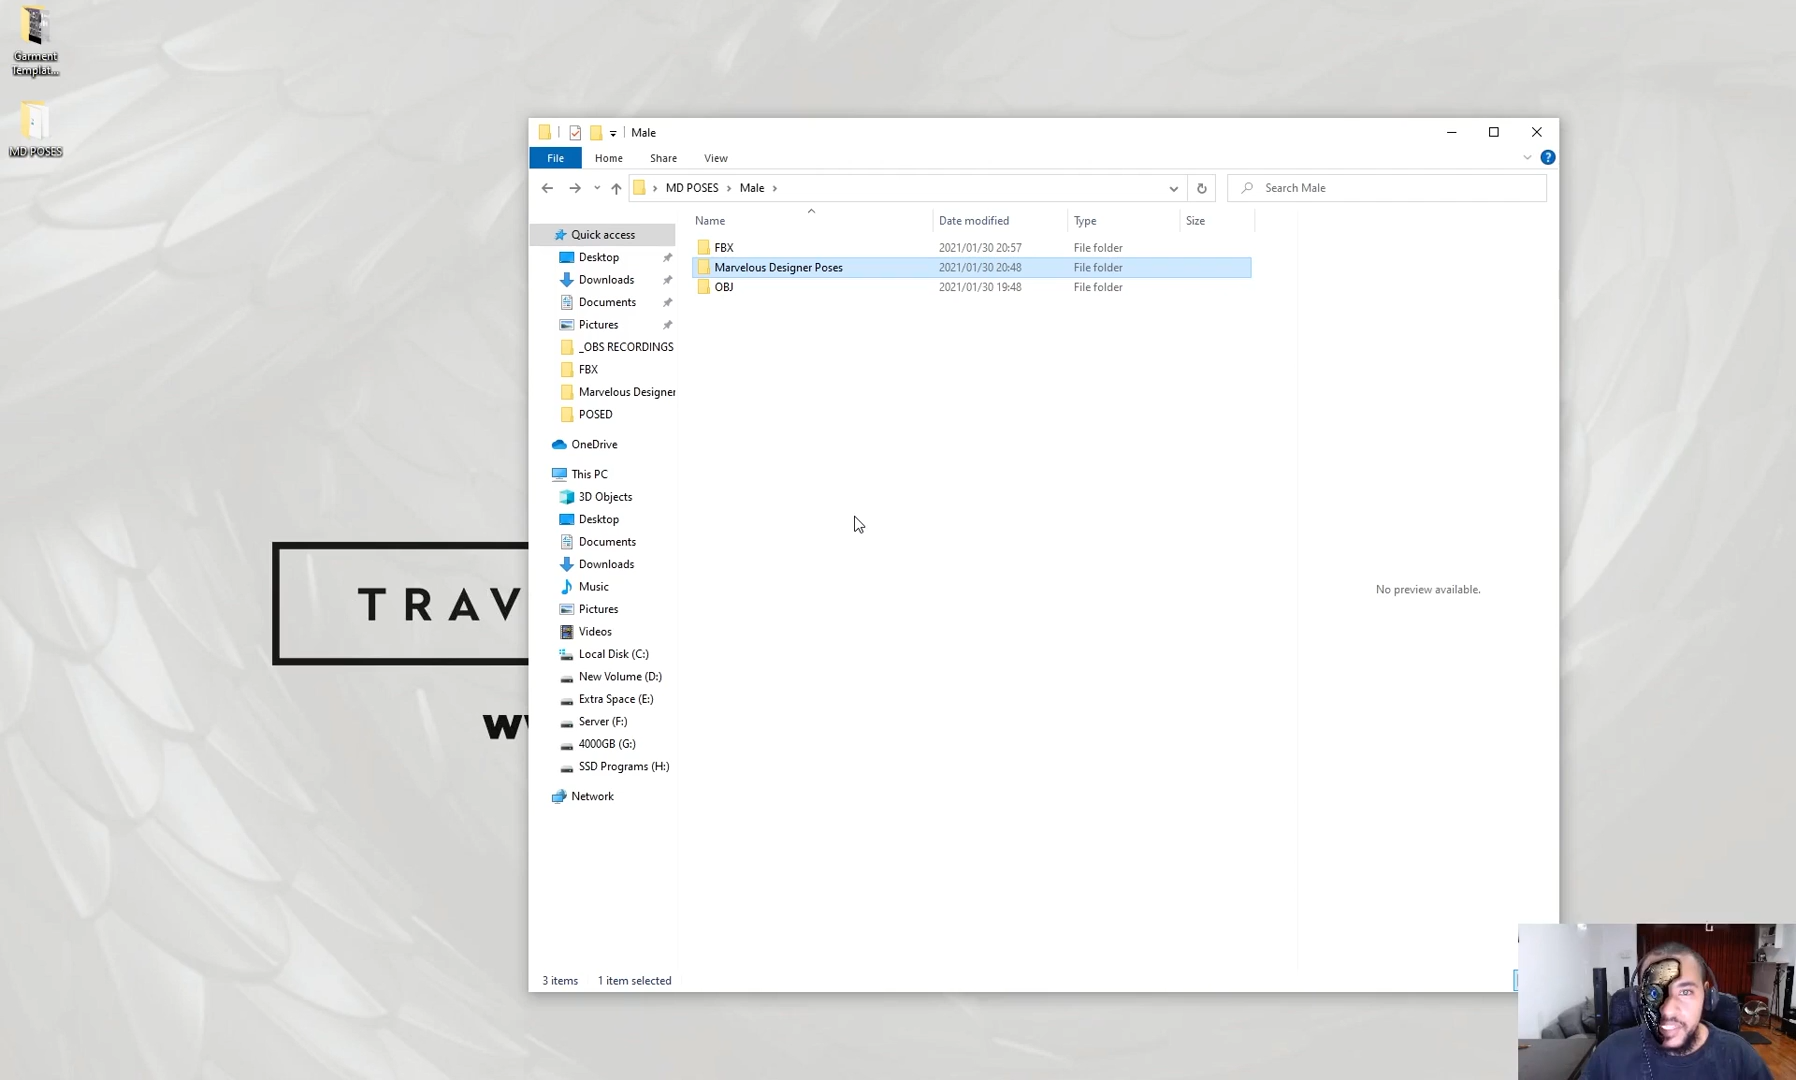 Garment
Templat...
MD POSES
Male
File
Home
Share
View
MD POSES
Male
Search Male
Name
Date modified
Type
Size
FBX
2021/01/30 20:57
File folder
Marvelous Designer Poses
2021/01/30 20:48
File folder
OBJ
2021/01/30 19:48
File folder
Quick access
Desktop
Downloads
Documents
Pictures
_OBS RECORDINGS
FBX
Marvelous Designer
POSED
OneDrive
This PC
3D Objects
Desktop
Documents
Downloads
Music
Pictures
Videos
Local Disk (C:)
New Volume (D:)
Extra Space (E:)
Server (F:)
4000GB (G:)
SSD Programs (H:)
Network
No preview available.
TRAV
3 items
1 item selected